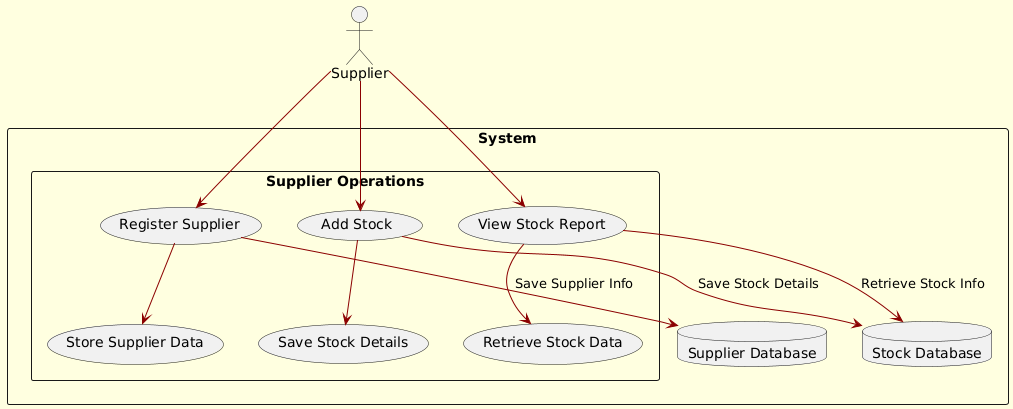 Supplier
System
Supplier Operations
Register Supplier
Add Stock
View Stock Report
Save Supplier Info
Save Stock Details
Retrieve Stock Info
Store Supplier Data
Save Stock Details
Retrieve Stock Data
Supplier Database
Stock Database